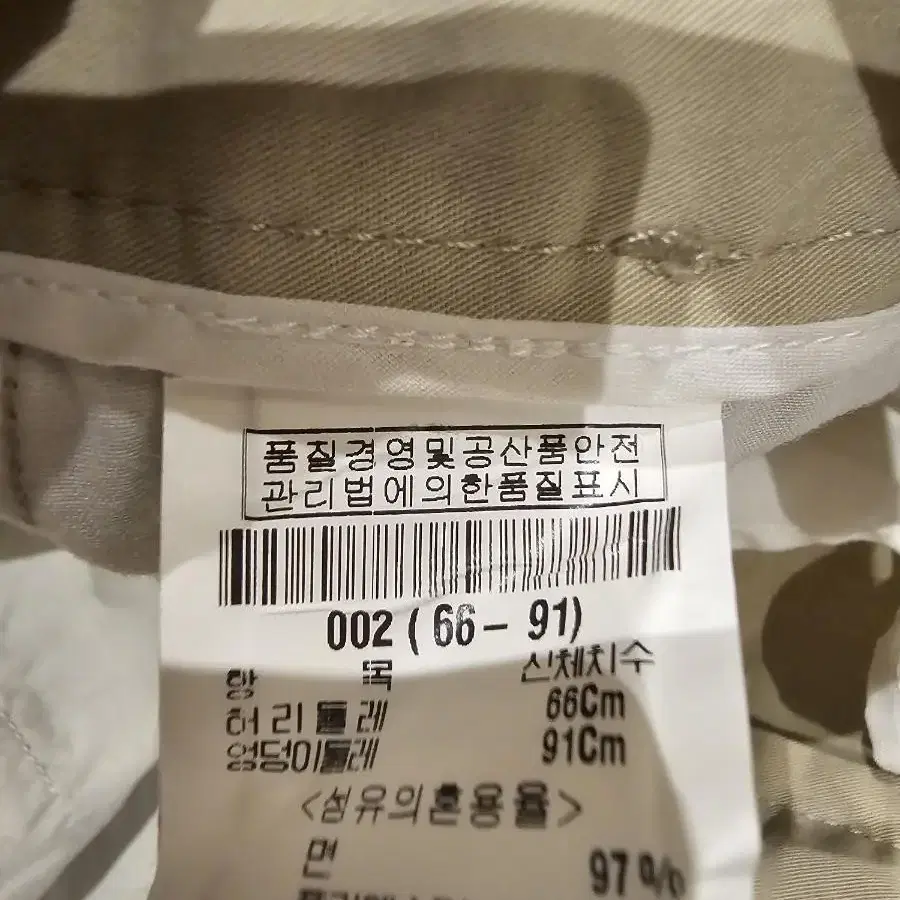 품질경영및공산품안전
관리법에의한품질표시
002 ( 66 - 91)
항 목 신체치수
허리둘레 66Cm
엉덩이둘레 91Cm
<섬유의혼용율>
면 97 %